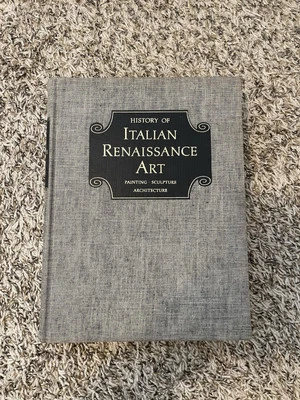 HISTORY OF
ITALIAN
RENAISSANCE
ART
PAINTING · SCULPTURE
ARCHITECTURE